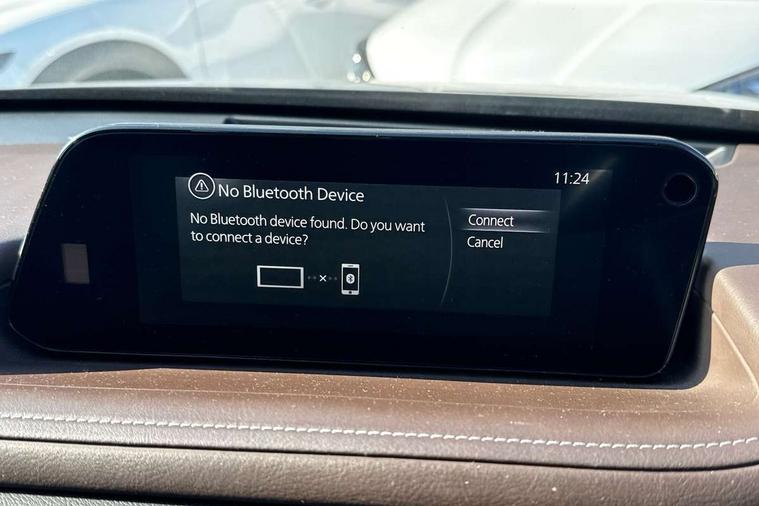 11:24
No Bluetooth Device
No Bluetooth device found. Do you want
to connect a device?
Connect
Cancel